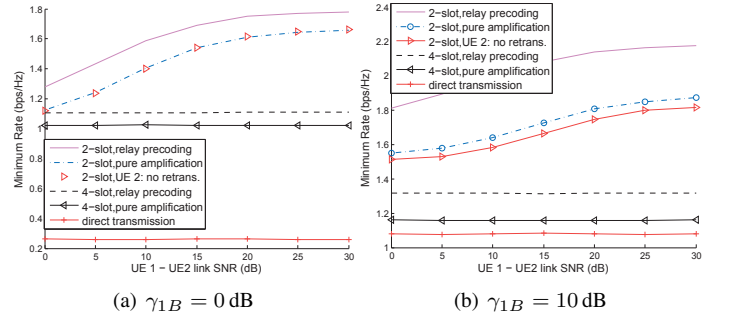 1.8
1.6
1.4
1.2
1
0.8
0.6
0.4
0.2
Minimum Rate (bps/Hz)
2-slot,relay precoding
2-slot,pure amplification
2-slot,UE 2: no retrans.
4-slot,relay precoding
4-slot,pure amplification
direct transmission
0 5 10 15 20 25 30
UE 1 − UE2 link SNR (dB)
(a) γ1B = 0 dB
2.4
2.2
2
1.8
1.6
1.4
1.2
1
Minimum Rate (bps/Hz)
2-slot,relay precoding
2-slot,pure amplification
2-slot,UE 2: no retrans.
4-slot,relay precoding
4-slot,pure amplification
direct transmission
0 5 10 15 20 25 30
UE 1 − UE2 link SNR (dB)
(b) γ1B = 10 dB